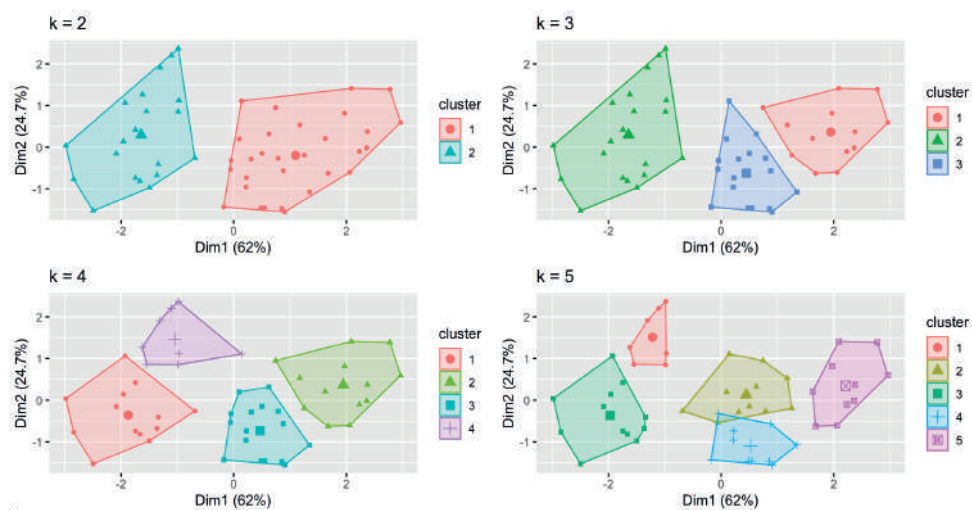 k = 2
2
1
0
-1
Dim2 (24.7%)
-2
0
2
Dim1 (62%)
cluster
1
2
k = 3
2
1
0
-1
Dim2 (24.7%)
-2
0
2
Dim1 (62%)
cluster
1
2
3
k = 4
2
1
0
-1
Dim2 (24.7%)
-2
0
2
Dim1 (62%)
cluster
1
2
3
4
k = 5
2
1
0
-1
Dim2 (24.7%)
-2
0
2
Dim1 (62%)
cluster
1
2
3
4
5